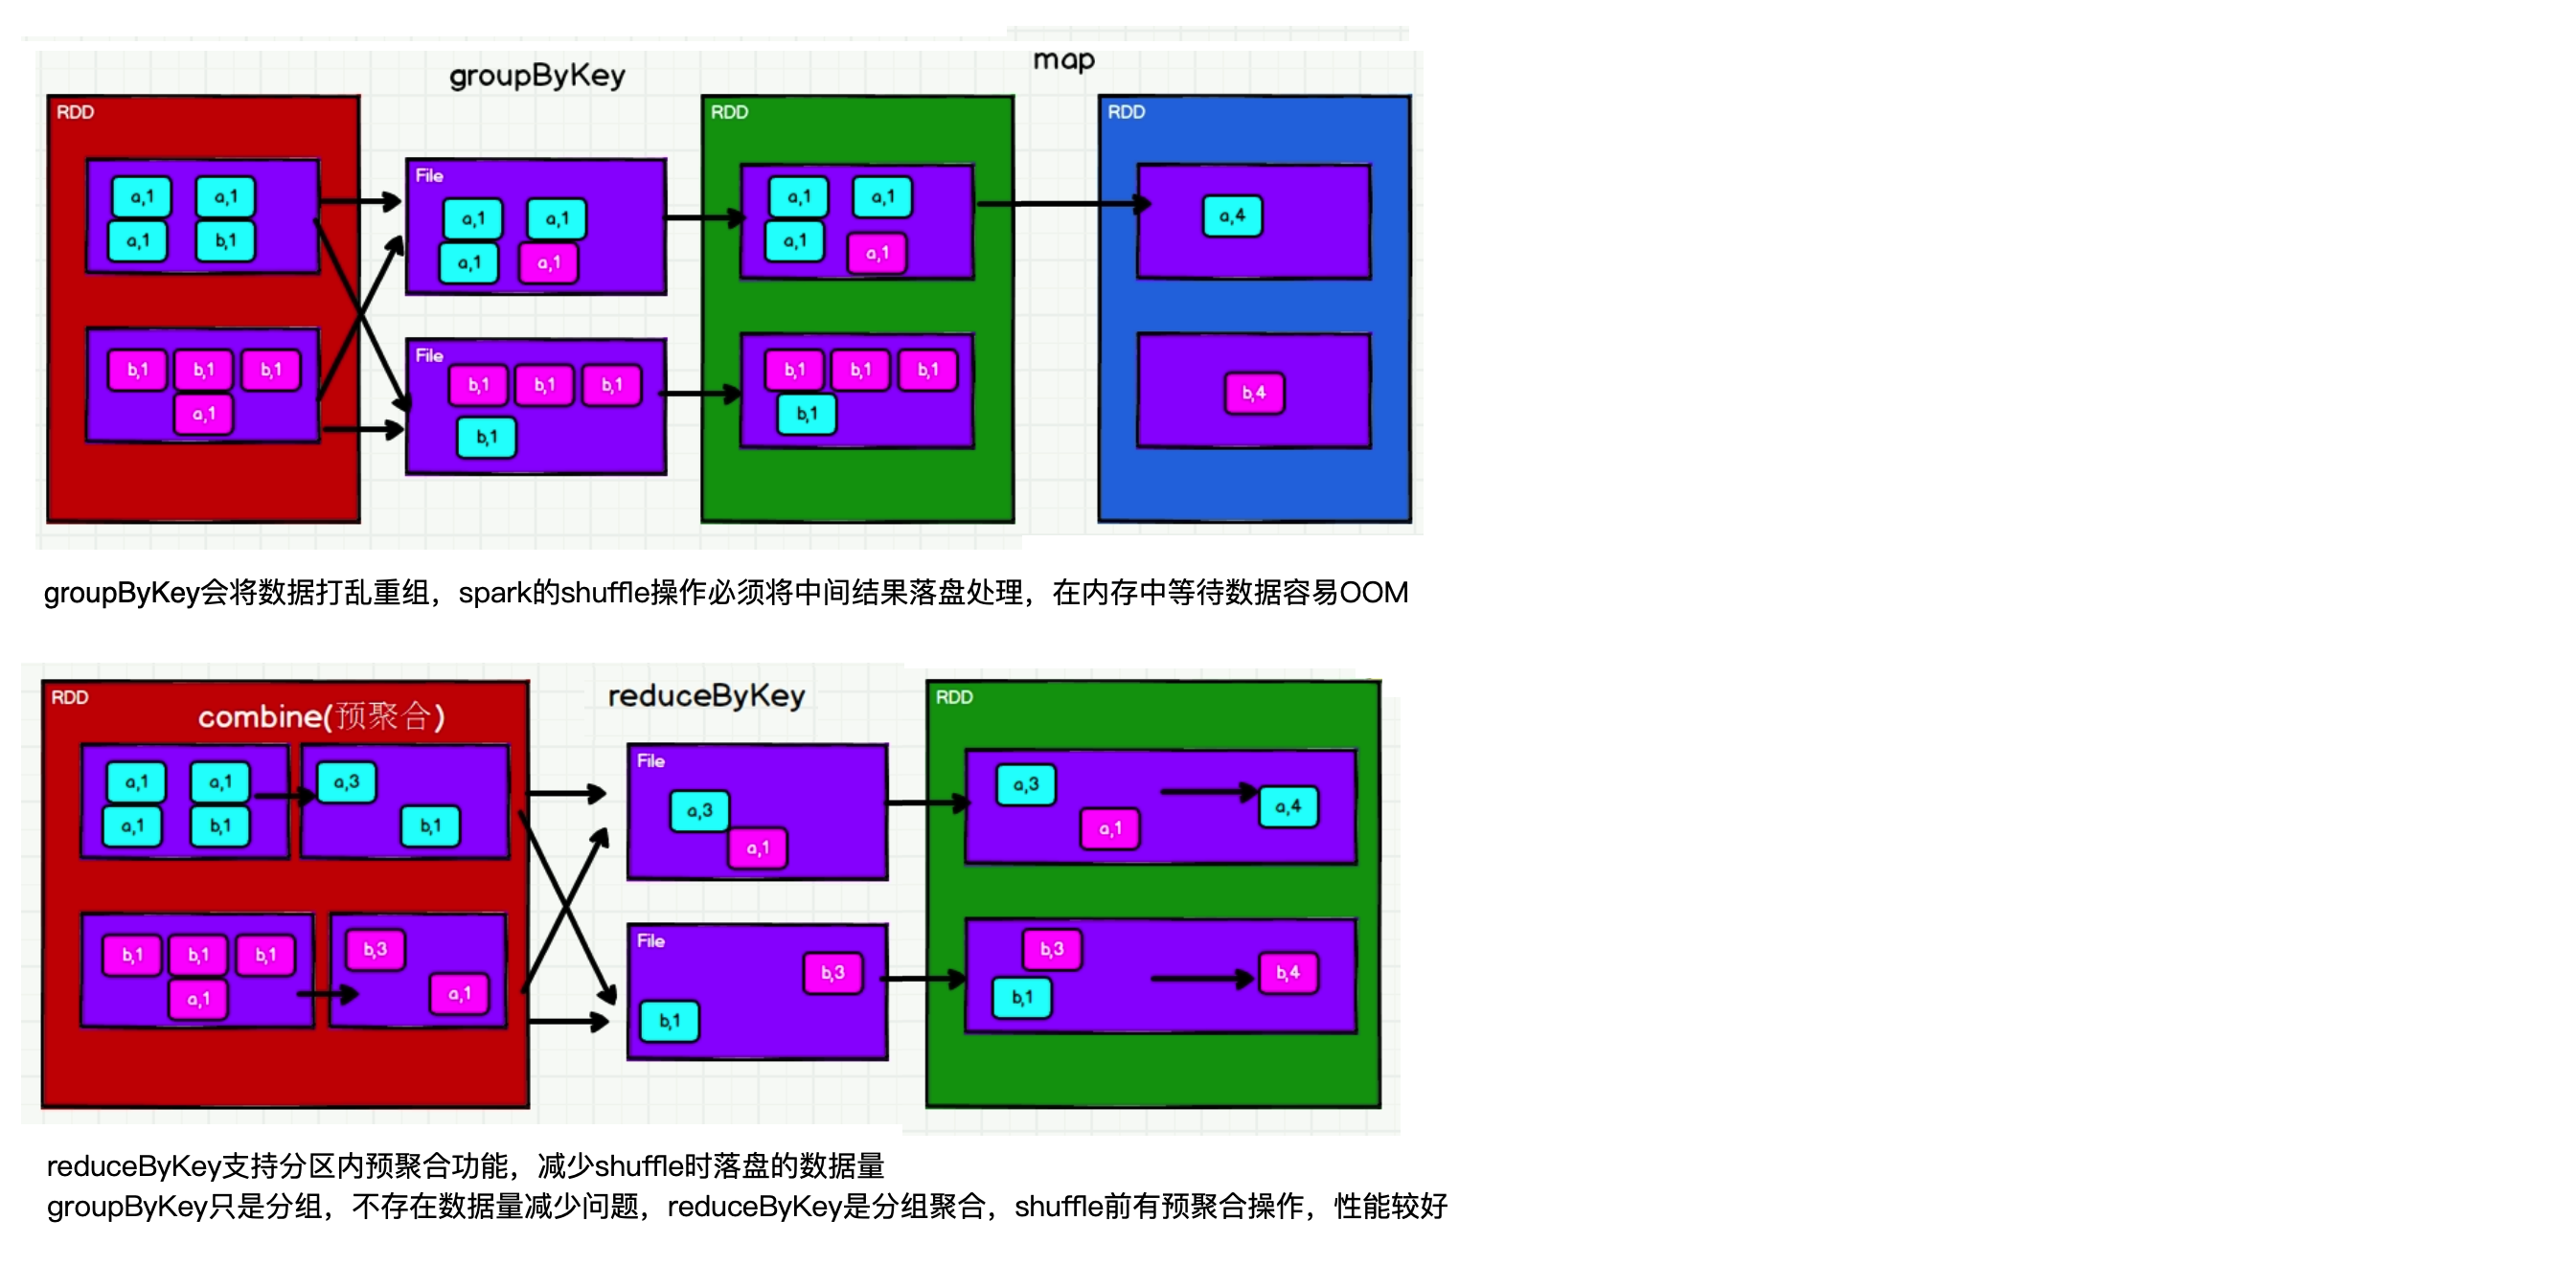 groupByKey
map
RDD
a,1 a,1
a,1 b,1
b,1 b,1 b,1
a,1
File
a,1 a,1
a,1 a,1
File
b,1 b,1 b,1
b,1
RDD
a,1 a,1
a,1 a,1
b,1 b,1 b,1
b,1
RDD
a,4
b,4
groupByKey会将数据打乱重组，spark的shuffle操作必须将中间结果落盘处理，在内存中等待数据容易OOM
reduceByKey
RDD
combine(预聚合)
a,1 a,1
a,1 b,1
a,3
b,1
b,1 b,1 b,1
a,1
b,3
a,1
File
a,3
a,1
File
b,3
b,1
RDD
a,3
a,1
a,4
b,3
b,1
b,4
reduceByKey支持分区内预聚合功能，减少shuffle时落盘的数据量
groupByKey只是分组，不存在数据量减少问题，reduceByKey是分组聚合，shuffle前有预聚合操作，性能较好